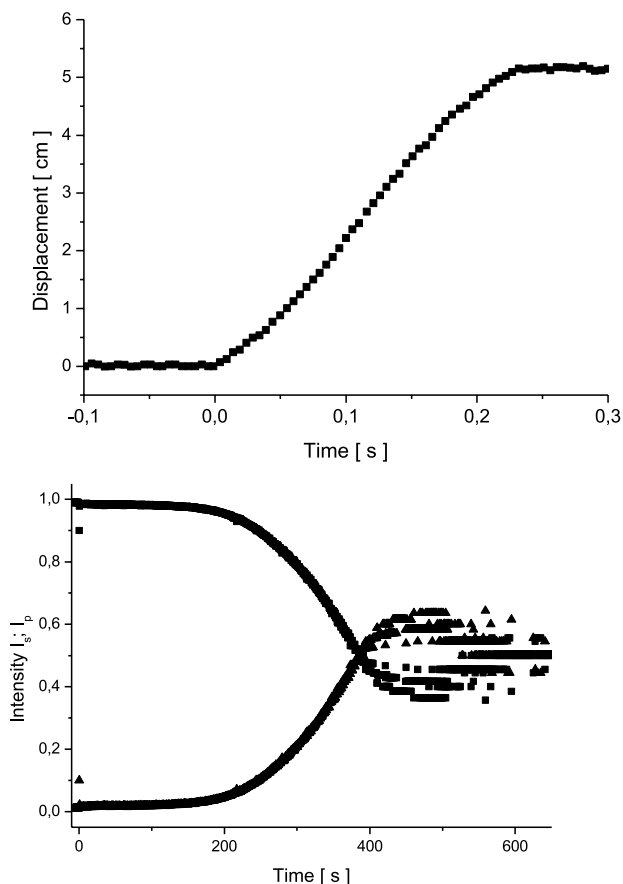 6
5
4
3
2
1
0
Displacement [ cm ]
-0,1 0,0 0,1 0,2 0,3
Time [ s ]
1,0
0,8
0,6
0,4
0,2
0,0
Intensity I_s; I_p
0 200 400 600
Time [ s ]